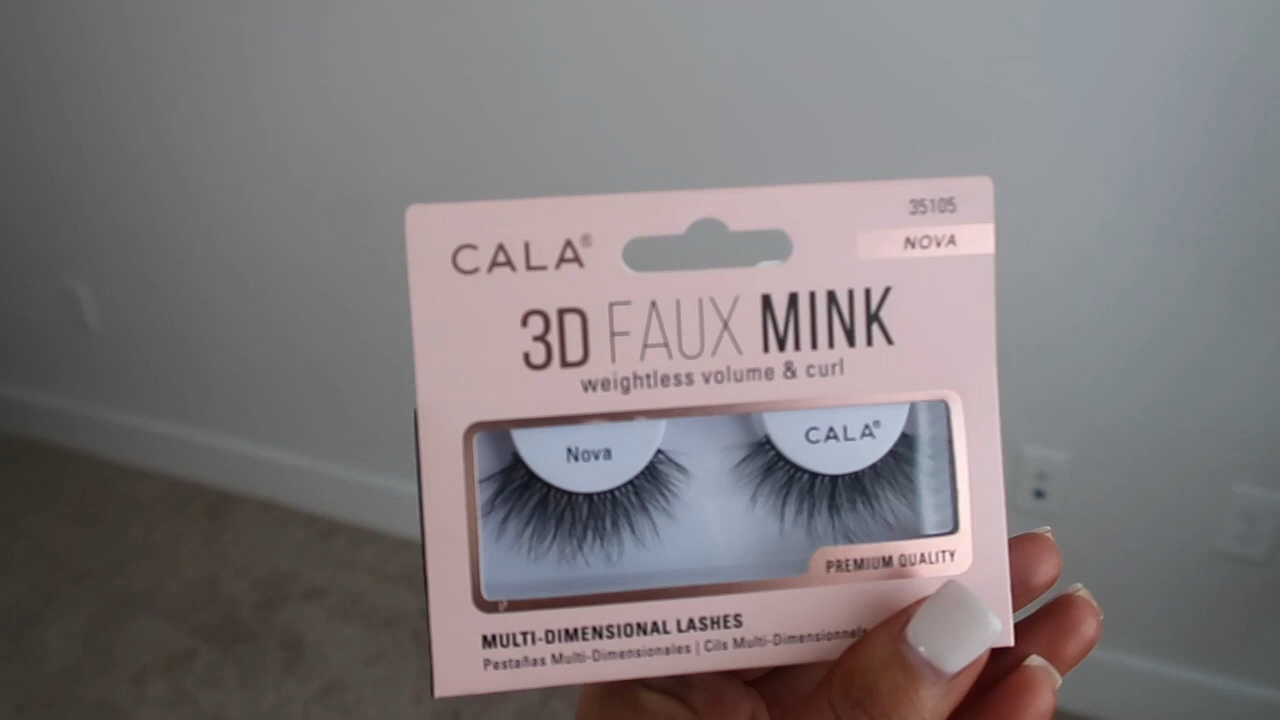 35105
CALA®
NOVA
3D FAUX MINK
weightless volume & curl
Nova
CALA®
PREMIUM QUALITY
MULTI-DIMENSIONAL LASHES
Pestañas Multi-Dimensionales | Cils Multi-Dimensionnels